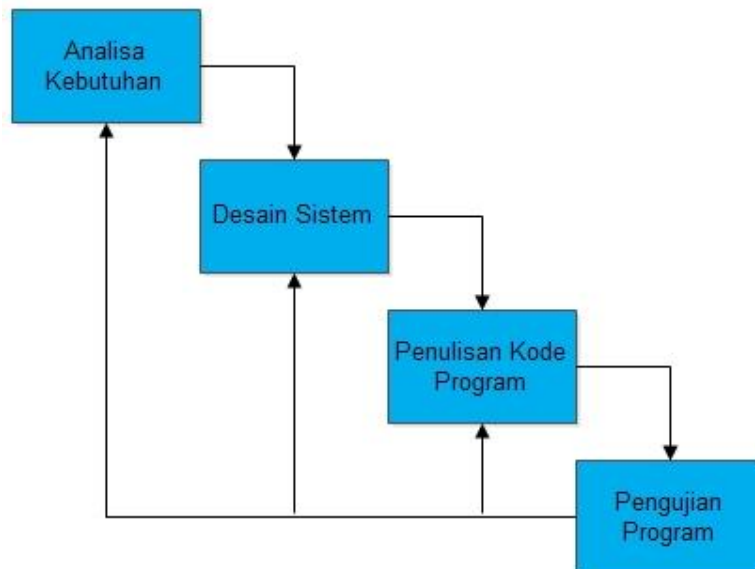 Analisa
Kebutuhan
Desain Sistem
Penulisan Kode
Program
Pengujian
Program